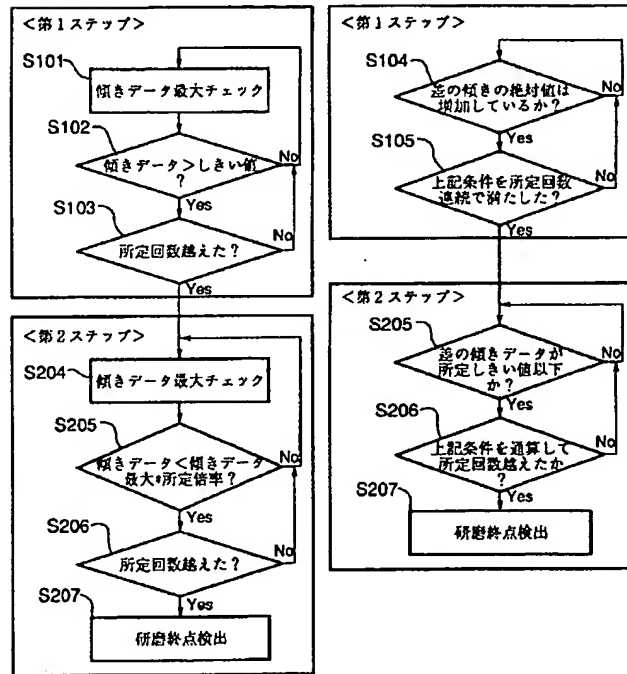 <第1ステップ>
S101
傾きデータ最大チェック
S102
傾きデータ>しきい値
?
No
Yes
S103
所定回数越えた?
No
Yes
<第2ステップ>
S204
傾きデータ最大チェック
S205
傾きデータ<傾きデータ
最大*所定倍率?
No
Yes
S206
所定回数越えた?
No
Yes
S207
研磨終点検出
<第1ステップ>
S104
差の傾きの絶対値は
増加しているか?
No
Yes
S105
上記条件を所定回数
連続で満たした?
No
Yes
<第2ステップ>
S205
差の傾きデータが
所定しきい値以下
か?
No
Yes
S206
上記条件を通算して
所定回数越えたか
?
No
Yes
S207
研磨終点検出